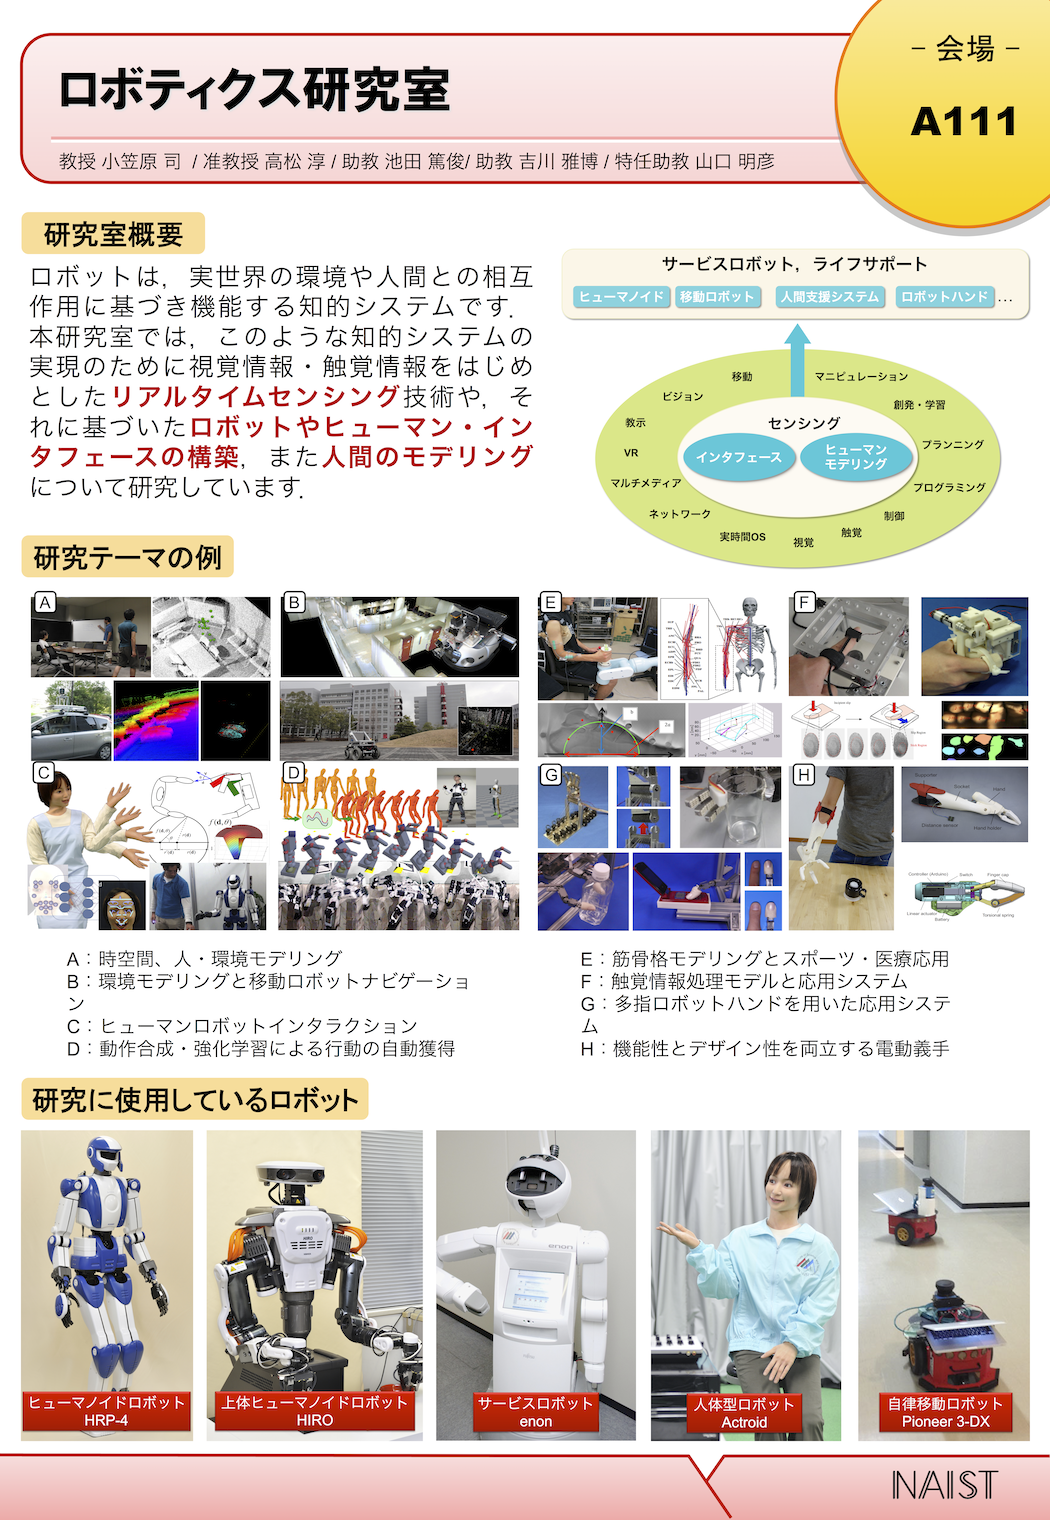 ロボティクス研究室
教授 小笠原 司 / 准教授 高松 淳 / 助教 池田 篤俊/ 助教 吉川 雅博 / 特任助教 山口 明彦
– 会場 –
A111
研究室概要
ロボットは，実世界の環境や人間との相互
作用に基づき機能する知的システムです．
本研究室では，このような知的システムの
実現のために視覚情報・触覚情報をはじめ
としたリアルタイムセンシング技術や，そ
れに基づいたロボットやヒューマン・イン
タフェースの構築，また人間のモデリング
について研究しています．
サービスロボット，ライフサポート
ヒューマノイド
移動ロボット
人間支援システム
ロボットハンド
...
移動
マニピュレーション
ビジョン
創発・学習
教示
センシング
プランニング
VR
インタフェース
ヒューマン
モデリング
マルチメディア
プログラミング
ネットワーク
制御
実時間OS
視覚
触覚
研究テーマの例
A
B
E
F
C
D
G
H
f(d,θ)
Supporter
Socket
Hand
Distance sensor
Hand holder
Controller (Arduino)
Switch
Finger cap
Linear actuator
Battery
Torsional spring
A：時空間、人・環境モデリング
B：環境モデリングと移動ロボットナビゲーショ
ン
C：ヒューマンロボットインタラクション
D：動作合成・強化学習による行動の自動獲得
E：筋骨格モデリングとスポーツ・医療応用
F：触覚情報処理モデルと応用システム
G：多指ロボットハンドを用いた応用システ
ム
H：機能性とデザイン性を両立する電動義手
研究に使用しているロボット
HIRO
enon
ヒューマノイドロボット
HRP-4
上体ヒューマノイドロボット
HIRO
サービスロボット
enon
人体型ロボット
Actroid
自律移動ロボット
Pioneer 3-DX
NAIST